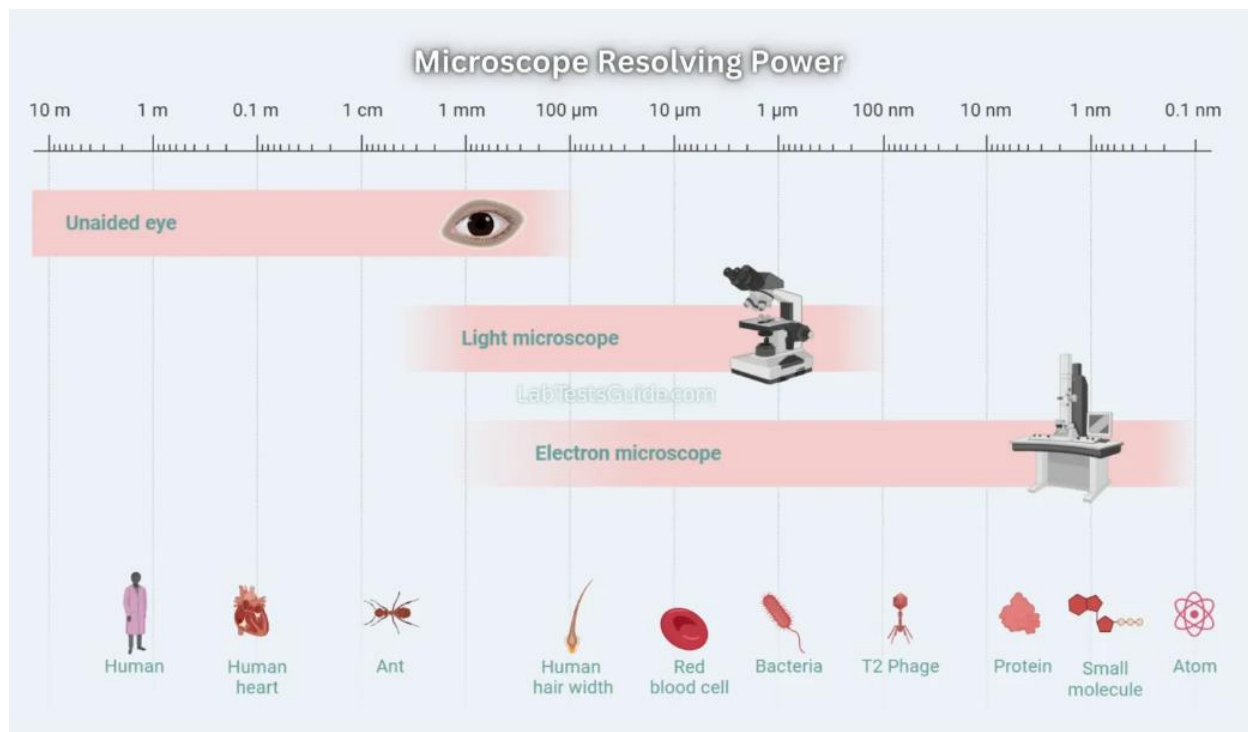 Microscope Resolving Power
10 m 1 m 0.1 m 1 cm 1 mm 100 μm 10 μm 1 μm 100 nm 10 nm 1 nm 0.1 nm
Unaided eye
Light microscope
LabTestsGuide.com
Electron microscope
Human
Human
heart
Ant
Human
hair width
Red
blood cell
Bacteria
T2 Phage
Protein
Small
molecule
Atom